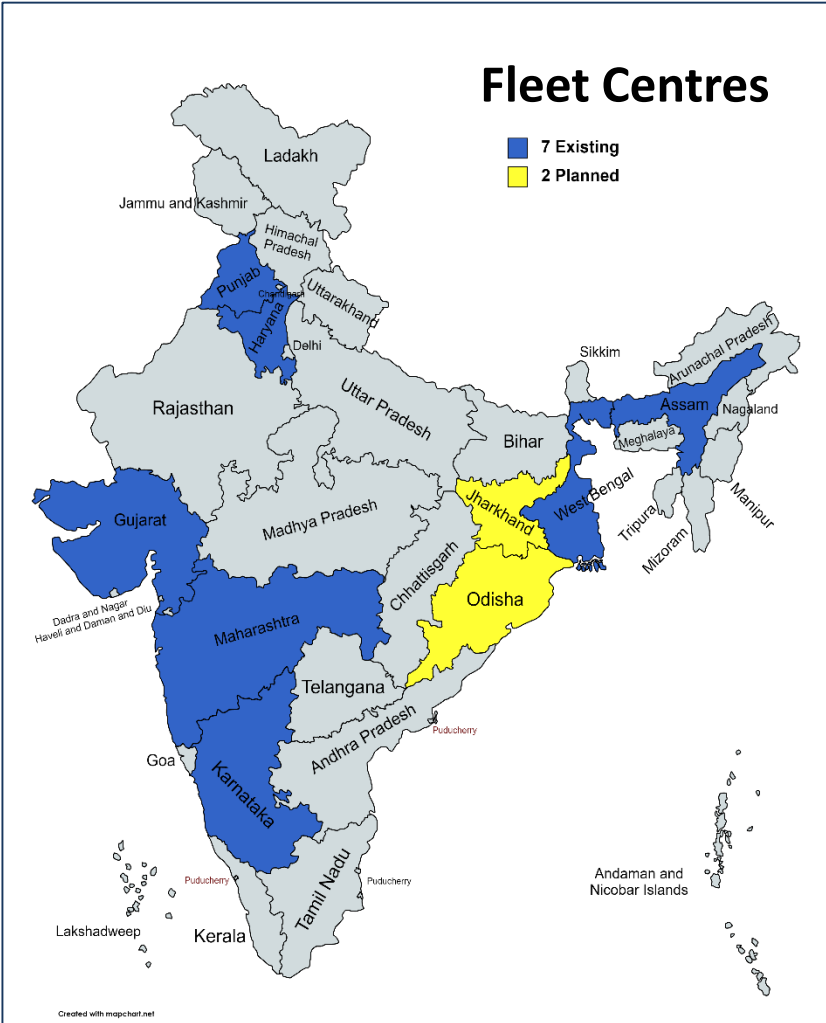 Fleet Centres
7 Existing
2 Planned
Ladakh
Jammu and Kashmir
Himachal
Pradesh
Punjab
Chandigarh
Uttarakhand
Haryana
Delhi
Sikkim
Arunachal Pradesh
Rajasthan
Uttar Pradesh
Assam
Nagaland
Bihar
Meghalaya
West Bengal
Jharkhand
Manipur
Tripura
Mizoram
Gujarat
Madhya Pradesh
Chhattisgarh
Odisha
Dadra and Nagar
Haveli and Daman and Diu
Maharashtra
Telangana
Andhra Pradesh
Puducherry
Goa
Karnataka
Puducherry
Tamil Nadu
Puducherry
Andaman and
Nicobar Islands
Lakshadweep
Kerala
Created with mapchart.net